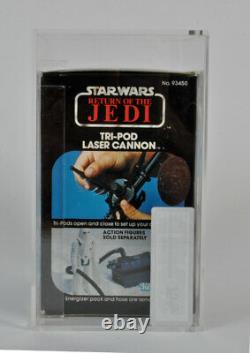 STAR WARS
No. 93450
RETURN OF THE
JEDI
TRI-POD
LASER CANNON
Tri-Pods open and close to set up your
ACTION FIGURES
SOLD SEPARATELY
Energizer pack and hose are